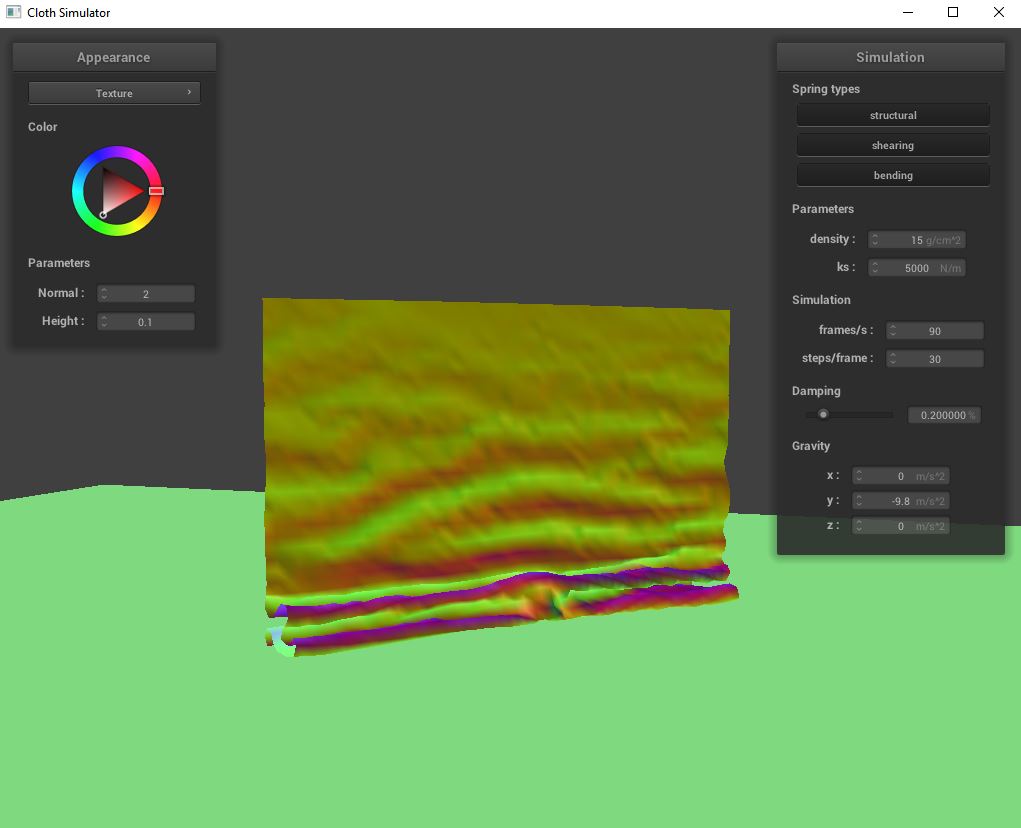 Cloth Simulator
Appearance
Texture
Color
Parameters
Normal : 2
Height : 0.1
Simulation
Spring types
structural
shearing
bending
Parameters
density : 15 g/cm^2
ks : 5000 N/m
Simulation
frames/s : 90
steps/frame : 30
Damping
0.200000 %
Gravity
x : 0 m/s^2
y : -9.8 m/s^2
z : 0 m/s^2